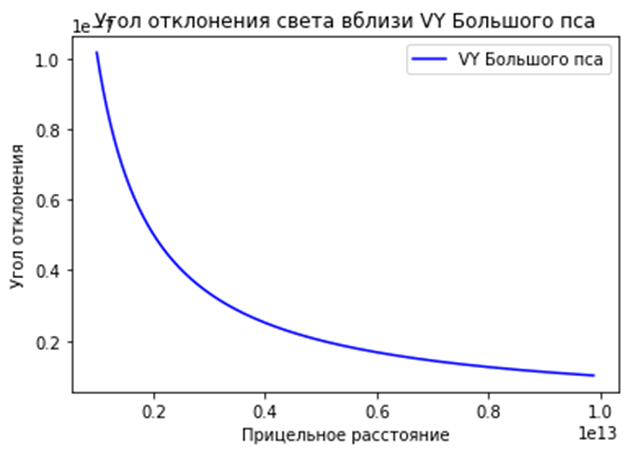 Угол отклонения света вблизи VY Большого пса
1e−7
VY Большого пса
1.0
0.8
0.6
0.4
0.2
Угол отклонения
0.2 0.4 0.6 0.8 1.0
1e13
Прицельное расстояние